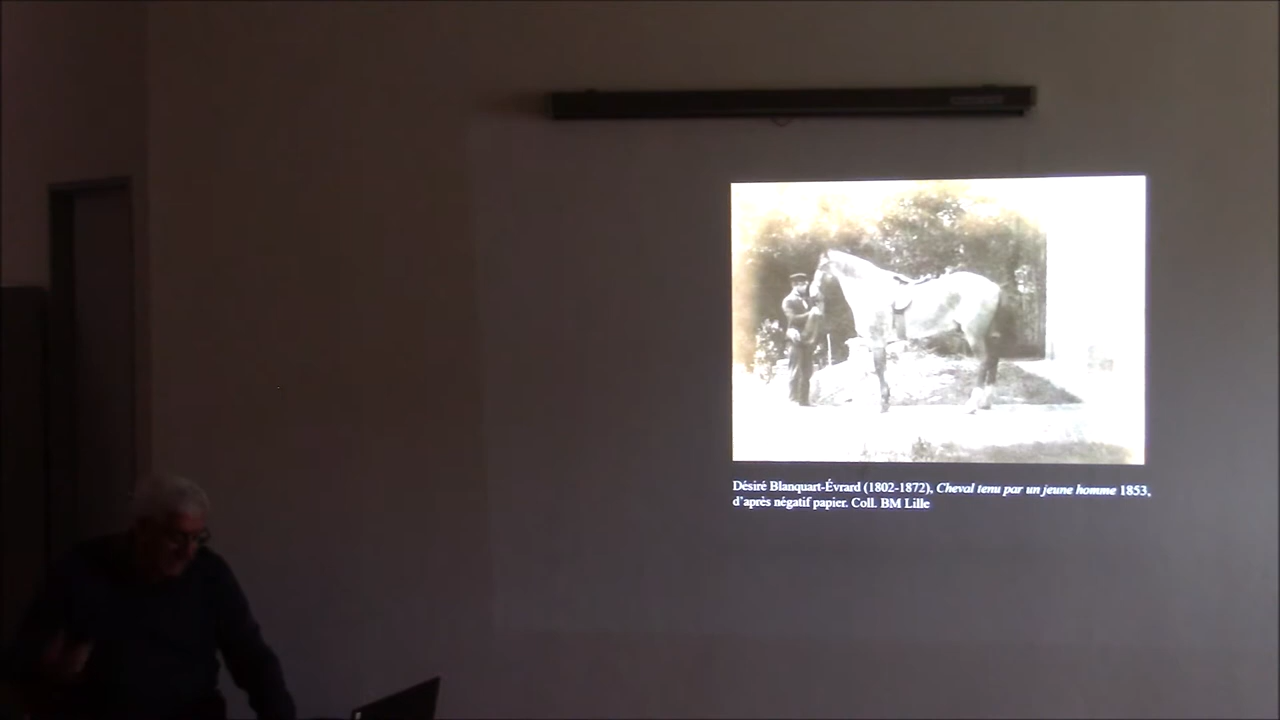 Désiré Blanquart-Évrard (1802-1872), Cheval tenu par un jeune homme 1853,
d'après négatif papier. Coll. BM Lille